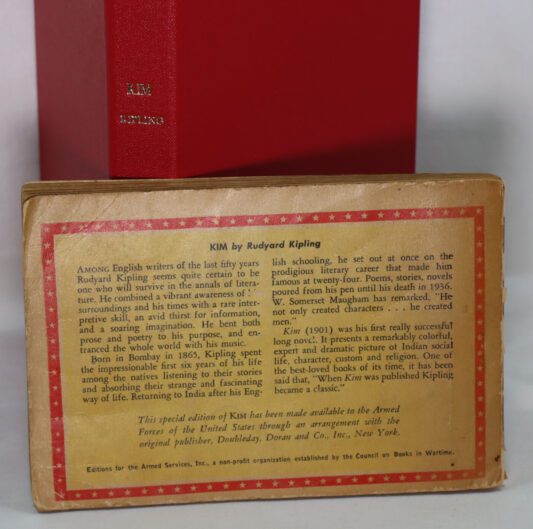 KIM
KIPLING
KIM by Rudyard Kipling
AMONG English writers of the last fifty years
Rudyard Kipling seems quite certain to be
one who will survive in the annals of litera-
ture. He combined a vibrant awareness of
surroundings and his times with a rare inter-
pretive skill, an avid thirst for information,
and a soaring imagination. He bent both
prose and poetry to his purpose, and en-
tranced the whole world with his music.
Born in Bombay in 1865, Kipling spent
the impressionable first six years of his life
among the natives listening to their stories
and absorbing their strange and fascinating
way of life. Returning to India after his Eng-
lish schooling, he set out at once on the
prodigious literary career that made him
famous at twenty-four. Poems, stories, novels
poured from his pen until his death in 1936.
W. Somerset Maugham has remarked, "He
not only created characters . . . he created
men."
Kim (1901) was his first really successful
long novel. It presents a remarkably colorful,
expert and dramatic picture of Indian social
life, character, custom and religion. One of
the best-loved books of its time, it has been
said that, "When Kim was published Kipling
became a classic."
This special edition of KIM has been made available to the Armed
Forces of the United States through an arrangement with the
original publisher, Doubleday, Doran and Co., Inc., New York.
Editions for the Armed Services, Inc., a non-profit organization established by the Council on Books in Wartime.